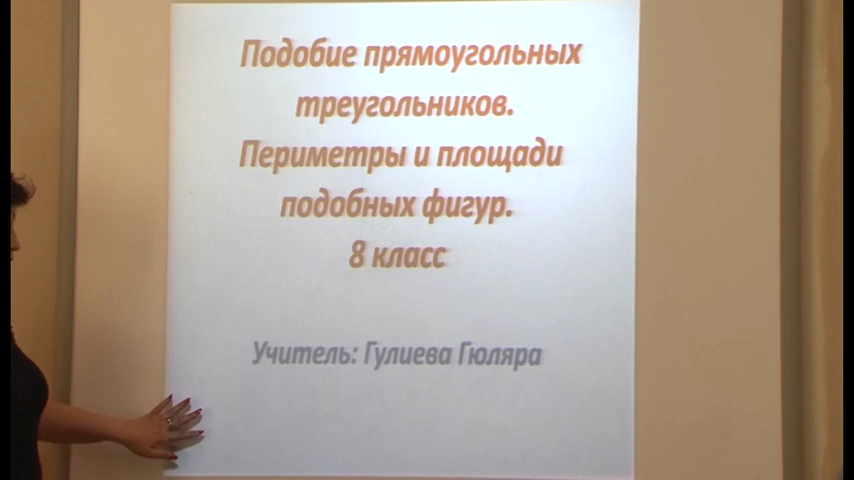 Подобие прямоугольных
треугольников.
Периметры и площади
подобных фигур.
8 класс
Учитель: Гулиева Гюляра